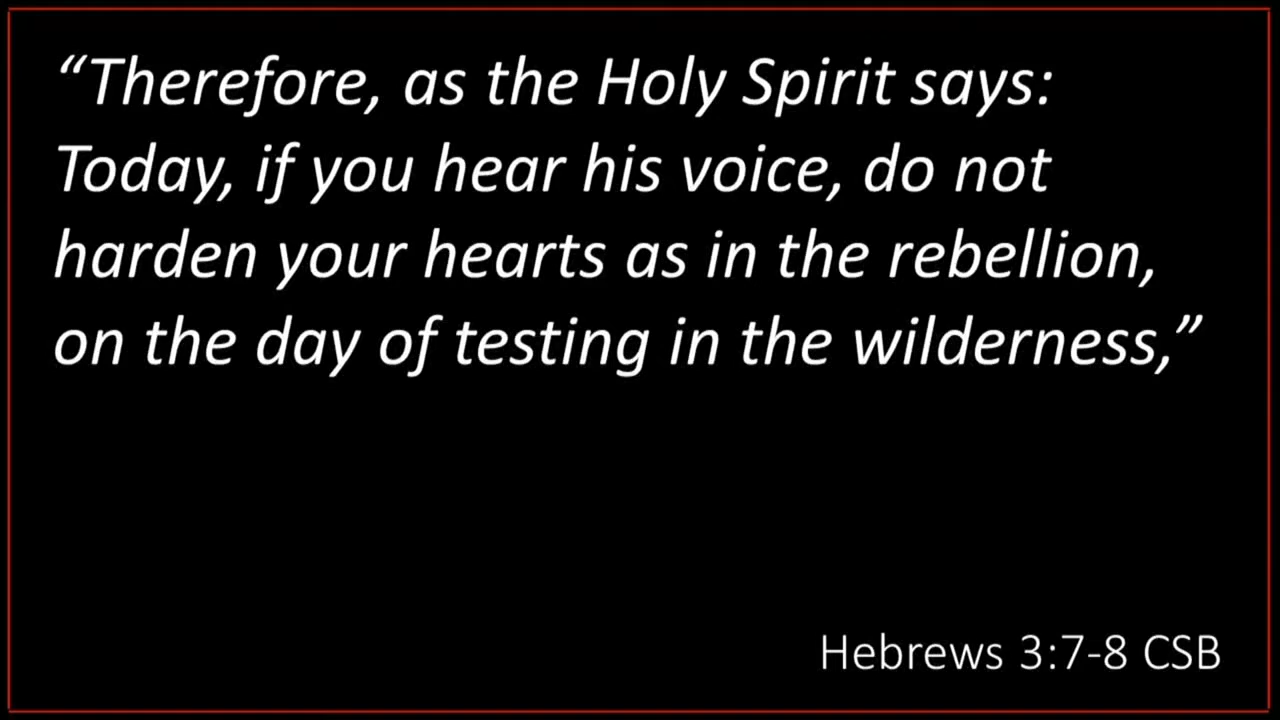 “Therefore, as the Holy Spirit says:
Today, if you hear his voice, do not
harden your hearts as in the rebellion,
on the day of testing in the wilderness,”
Hebrews 3:7-8 CSB